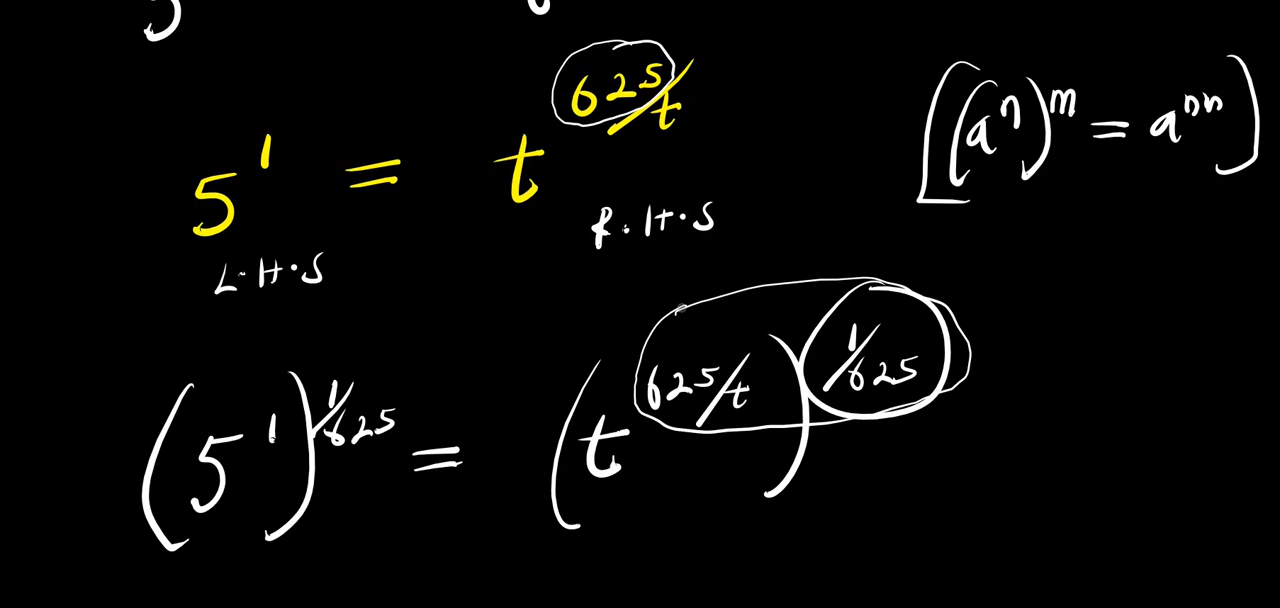 5^1 = t^{625/t} [(a^n)^m = a^{nm}]
L.H.S R.H.S
(5^1)^{1/625} = (t^{625/t})^{1/625}